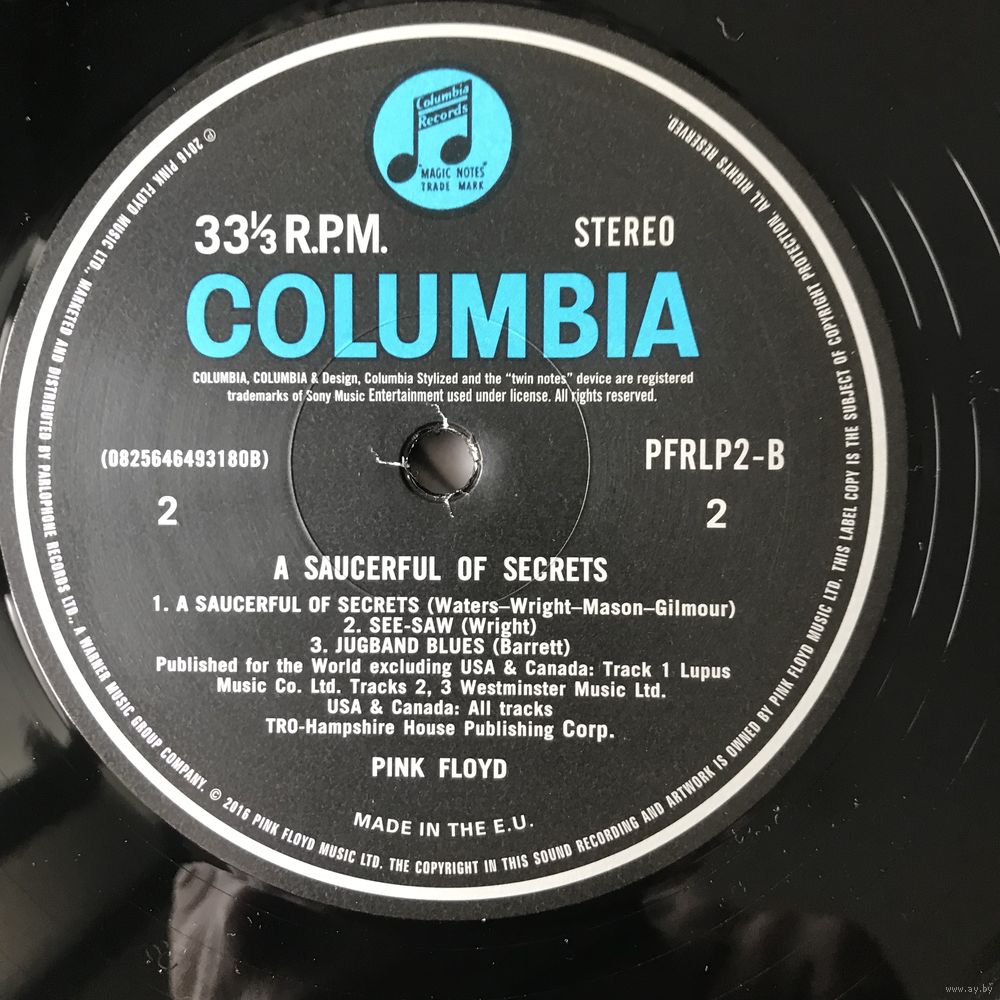 Columbia
Records
"MAGIC NOTES"
TRADE MARK
33⅓ R.P.M.
STEREO
COLUMBIA
COLUMBIA, COLUMBIA & Design, Columbia Stylized and the "twin notes" device are registered
trademarks of Sony Music Entertainment used under license. All rights reserved.
(0825646493180B)
PFRLP2-B
2
2
A SAUCERFUL OF SECRETS
1. A SAUCERFUL OF SECRETS (Waters–Wright–Mason–Gilmour)
2. SEE-SAW (Wright)
3. JUGBAND BLUES (Barrett)
Published for the World excluding USA & Canada: Track 1 Lupus
Music Co. Ltd. Tracks 2, 3 Westminster Music Ltd.
USA & Canada: All tracks
TRO-Hampshire House Publishing Corp.
PINK FLOYD
MADE IN THE E.U.
℗ 2016 PINK FLOYD MUSIC LTD., MARKETED AND DISTRIBUTED BY PARLOPHONE RECORDS LTD., A WARNER MUSIC GROUP COMPANY. © 2016 PINK FLOYD MUSIC LTD. THE COPYRIGHT IN THIS SOUND RECORDING AND ARTWORK IS OWNED BY PINK FLOYD MUSIC LTD. THIS LABEL COPY IS THE SUBJECT OF COPYRIGHT PROTECTION. ALL RIGHTS RESERVED.
www.ay.by